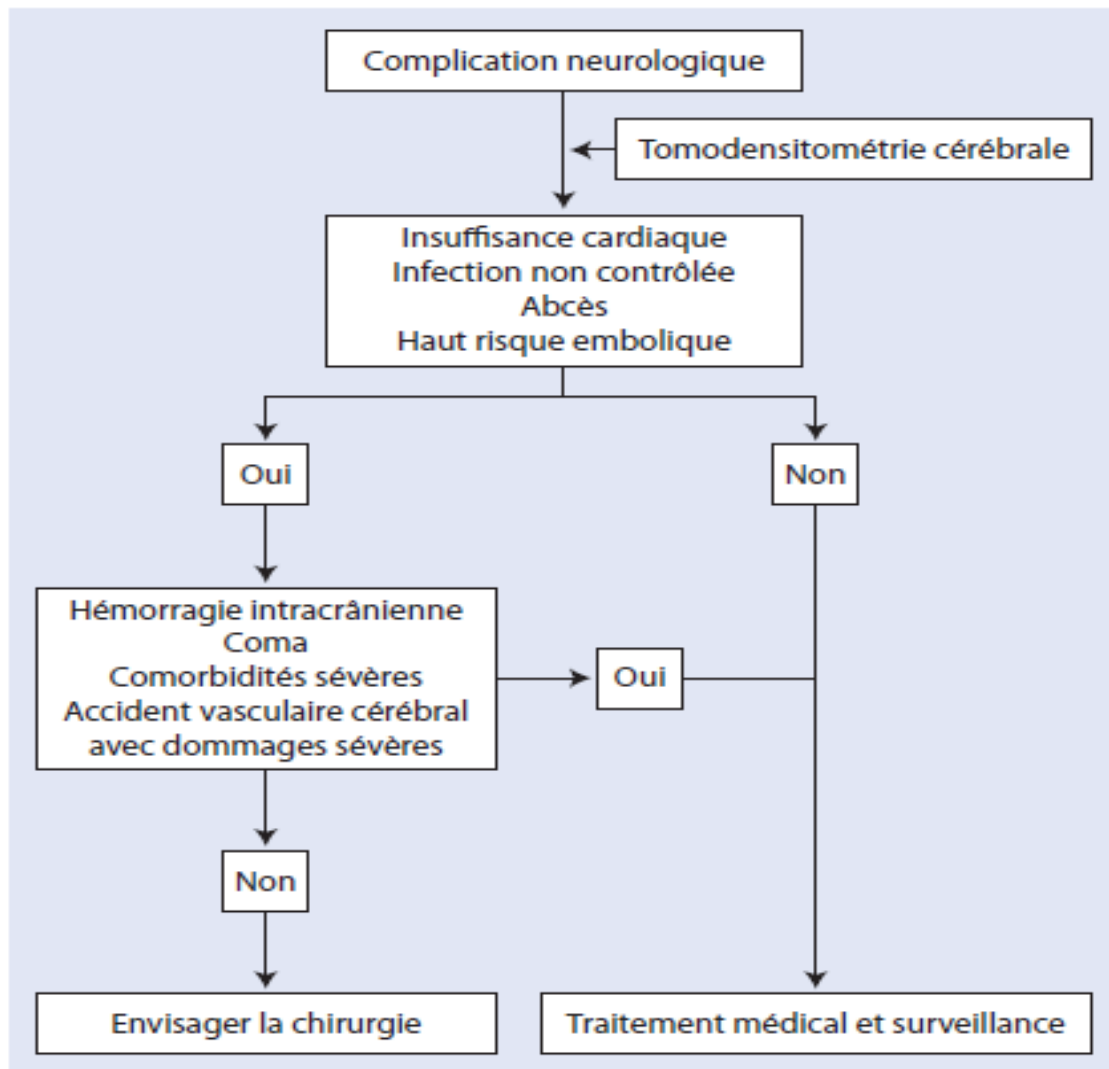 Complication neurologique
Tomodensitométrie cérébrale
Insuffisance cardiaque
Infection non contrôlée
Abcès
Haut risque embolique
Oui
Non
Hémorragie intracrânienne
Coma
Comorbidités sévères
Accident vasculaire cérébral
avec dommages sévères
Oui
Non
Envisager la chirurgie
Traitement médical et surveillance